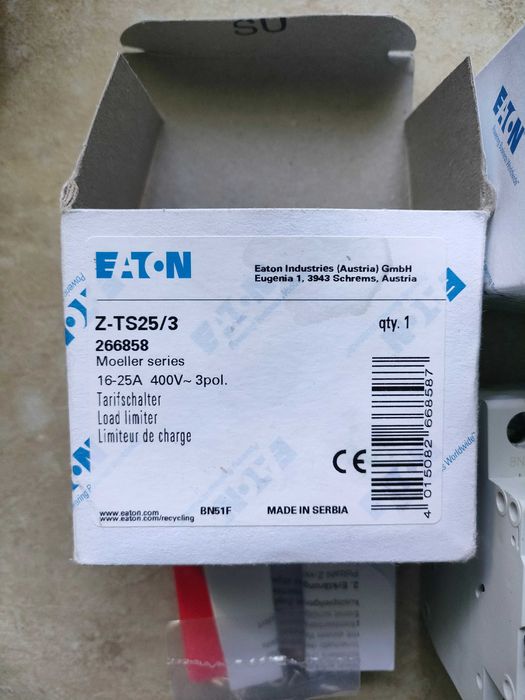 SU
EATON
EATON
Eaton Industries (Austria) GmbH
Eugenia 1, 3943 Schrems, Austria
Z-TS25/3
qty. 1
266858
Moeller series
16-25A 400V~ 3pol.
Tarifschalter
Load limiter
Limiteur de charge
CE
4 015082 668587
www.eaton.com
www.eaton.com/recycling
BN51F
MADE IN SERBIA